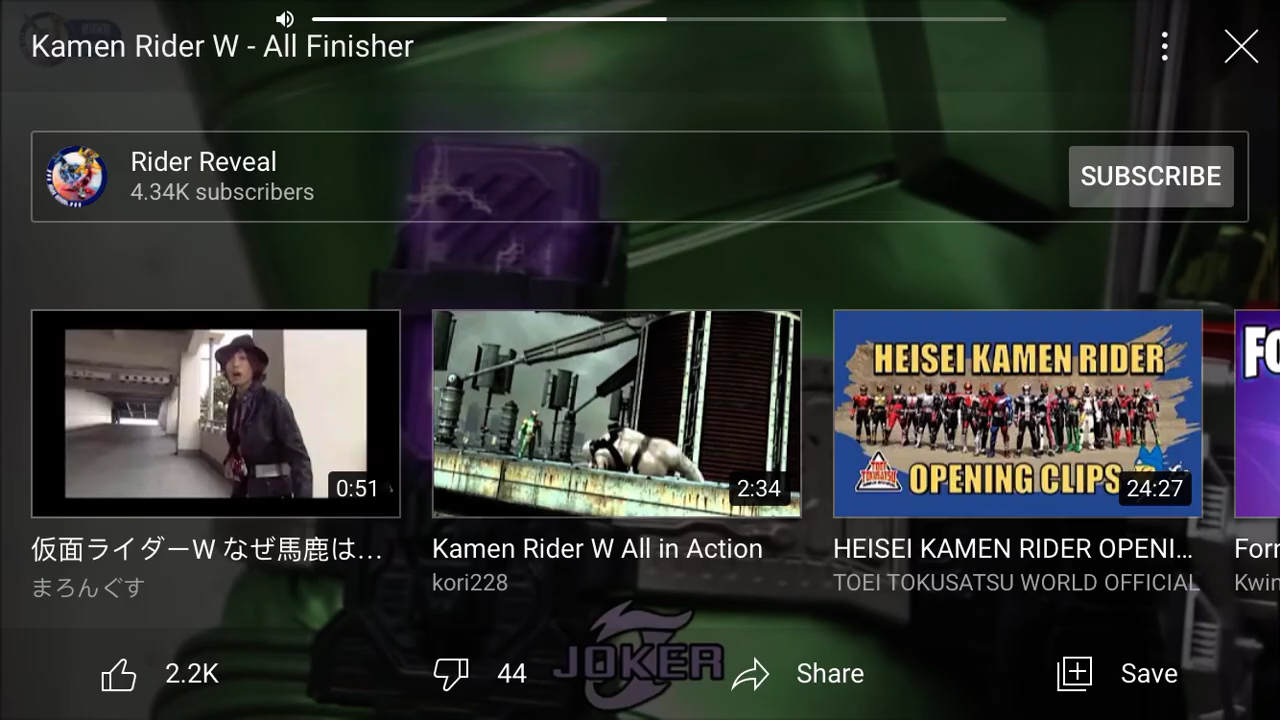 Kamen Rider W - All Finisher
Rider Reveal
4.34K subscribers
SUBSCRIBE
0:51
2:34
HEISEI KAMEN RIDER
TOEI
TOKUSATSU
OPENING CLIPS
24:27
FO
仮面ライダーW なぜ馬鹿は…
まろんぐす
Kamen Rider W All in Action
kori228
HEISEI KAMEN RIDER OPENI...
TOEI TOKUSATSU WORLD OFFICIAL
Forr
Kwin
JOKER
2.2K
44
Share
Save